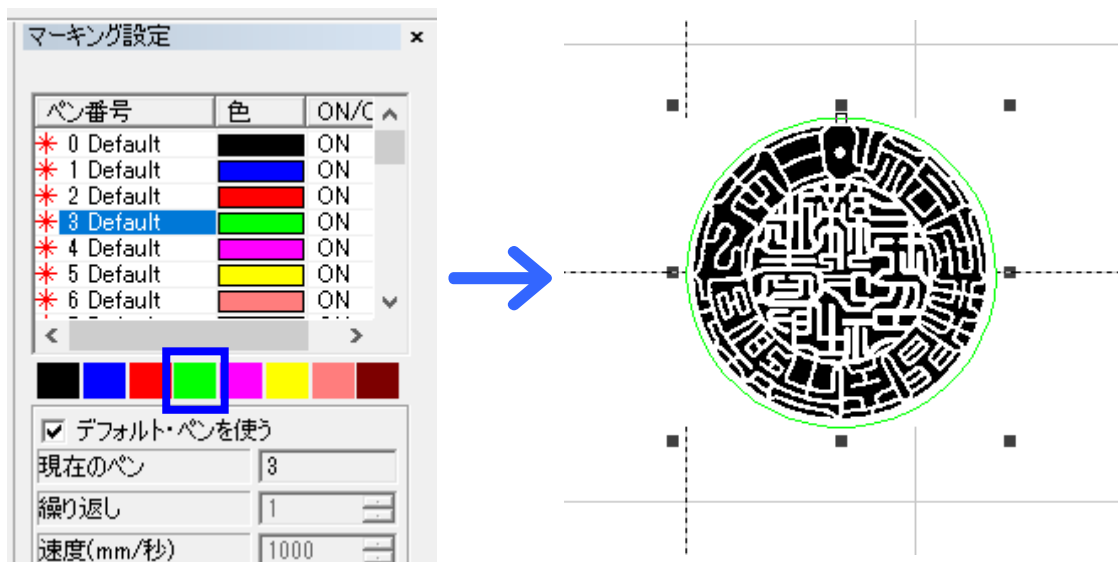 マーキング設定
ペン番号 色 ON/C
0 Default ON
1 Default ON
2 Default ON
3 Default ON
4 Default ON
5 Default ON
6 Default ON
デフォルト・ペンを使う
現在のペン 3
繰り返し 1
速度(mm/秒) 1000